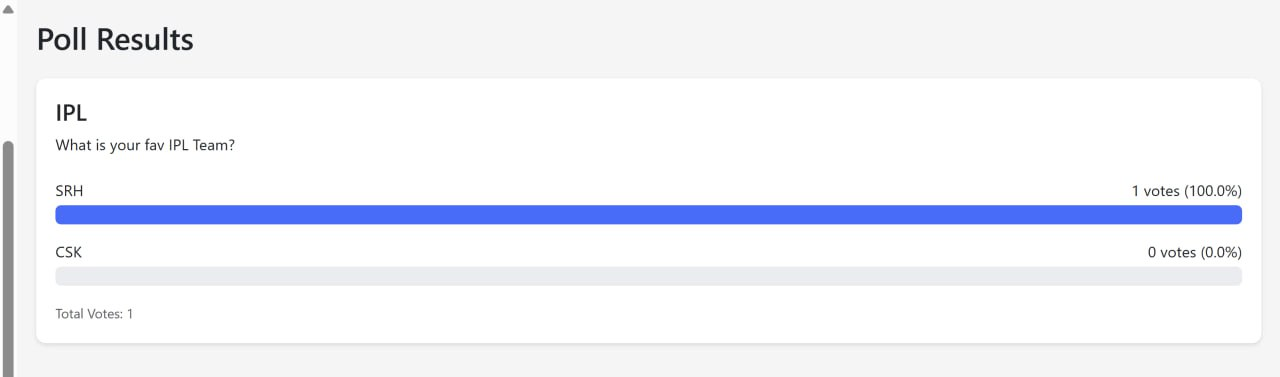 Poll Results
IPL
What is your fav IPL Team?
SRH 1 votes (100.0%)
CSK 0 votes (0.0%)
Total Votes: 1